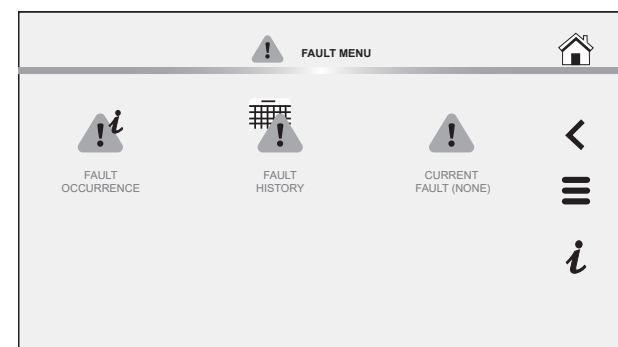 FAULT MENU
FAULT
OCCURRENCE
FAULT
HISTORY
CURRENT
FAULT (NONE)